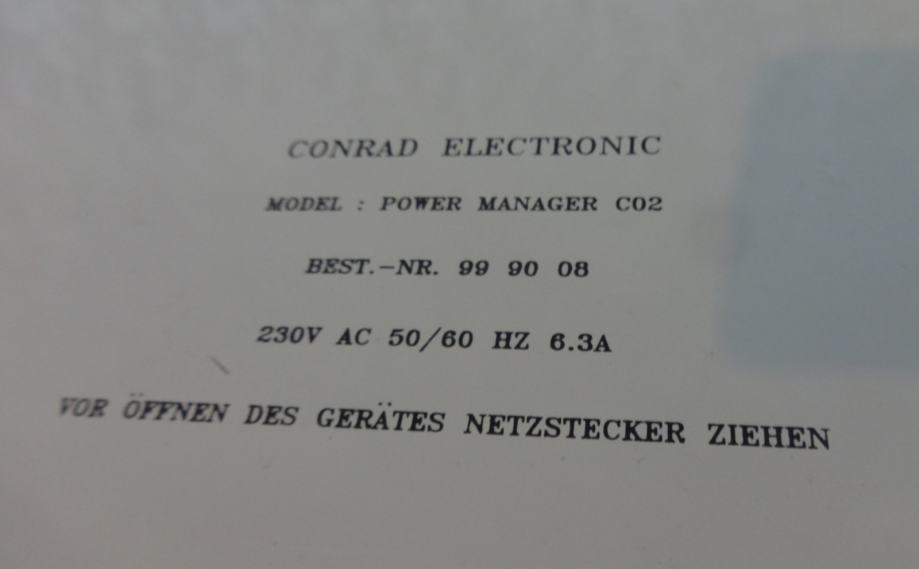 CONRAD ELECTRONIC
MODEL : POWER MANAGER C02
BEST.-NR. 99 90 08
230V AC 50/60 HZ 6.3A
VOR ÖFFNEN DES GERÄTES NETZSTECKER ZIEHEN